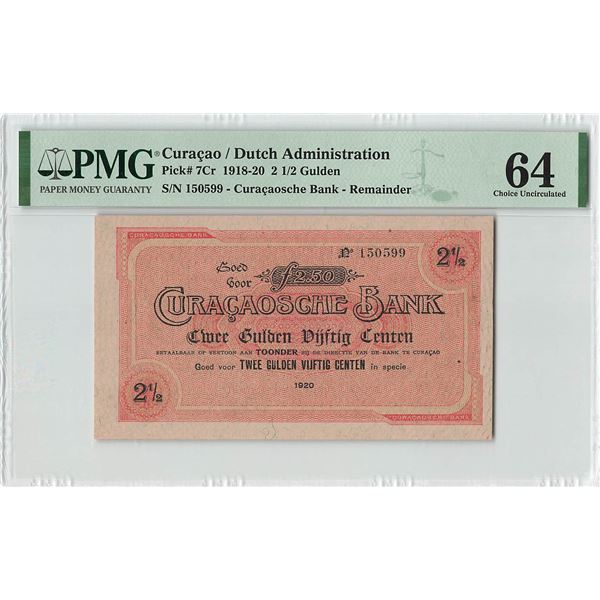 PMG®
PAPER MONEY GUARANTY
Curaçao / Dutch Administration
Pick# 7Cr 1918-20 2 1/2 Gulden
S/N 150599 - Curaçaosche Bank - Remainder
64
Choice Uncirculated
CURAÇAOSCHE BANK
Goed
Voor
ƒ2.50
Nº 150599
2½
CURAÇAOSCHE BANK
Twee Gulden Vijftig Centen
BETAALBAAR OP VERTOON AAN TOONDER BIJ DE DIRECTIE VAN DE BANK TE CURAÇAO
Goed voor TWEE GULDEN VIJFTIG CENTEN in specie
1920
2½
CURAÇAOSCHE BANK